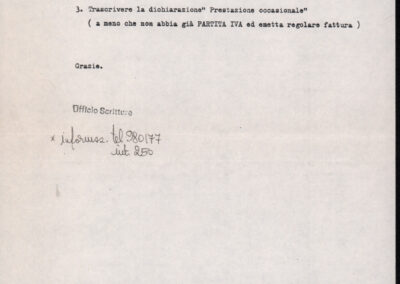 3. Trascrivere la dichiarazione" Prestazione occasionale"
( a meno che non abbia già PARTITA IVA ed emetta regolare fattura )
Grazie.
Ufficio Scritture
x informaz. tel 980177
int. 250